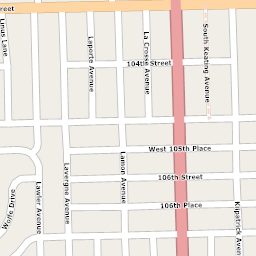 Street
Linus Lane
Laporte Avenue
La Crosse Avenue
South Keating Avenue
104th Street
West 105th Place
106th Street
106th Place
Lamon Avenue
Lavergne Avenue
Lawler Avenue
Wolfe Drive
Kilpatrick Aven